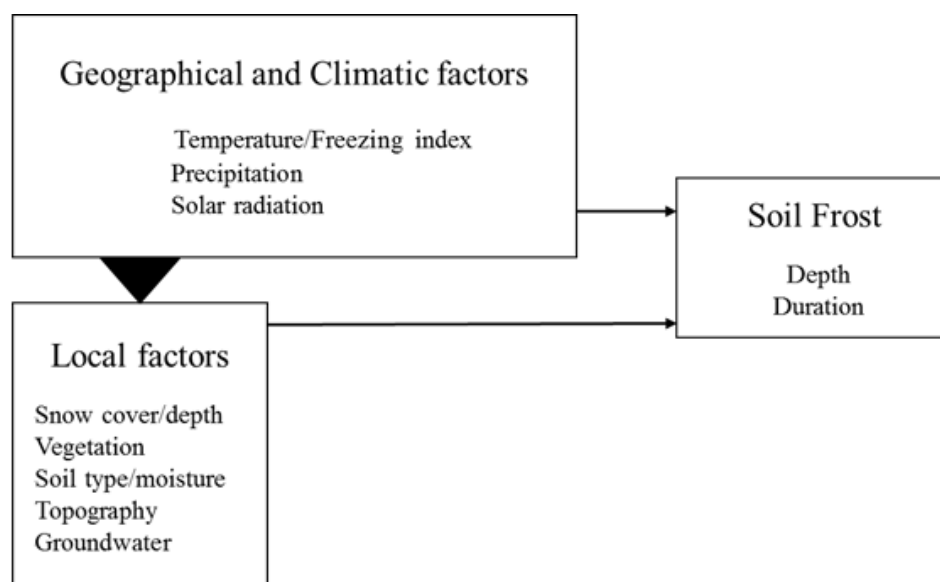 Geographical and Climatic factors
Temperature/Freezing index
Precipitation
Solar radiation
Soil Frost
Depth
Duration
Local factors
Snow cover/depth
Vegetation
Soil type/moisture
Topography
Groundwater